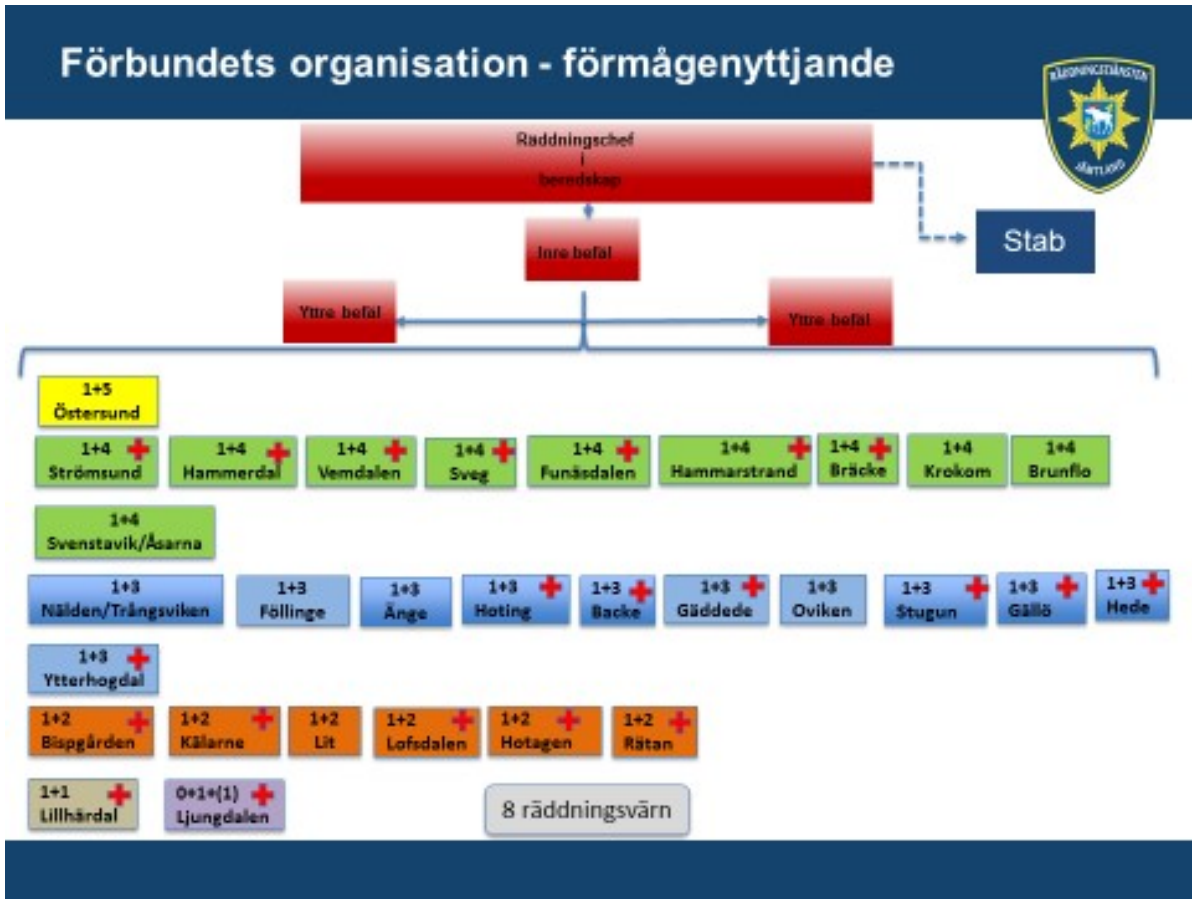 Förbundets organisation - förmågenyttjande
RÄDDNINGSTJÄNSTEN
JÄMTLAND
Räddningschef
i
beredskap
Stab
Inre befäl
Yttre befäl
Yttre befäl
1+5
Östersund
1+4
Strömsund
1+4
Hammerdal
1+4
Vemdalen
1+4
Sveg
1+4
Funäsdalen
1+4
Hammarstrand
1+4
Bräcke
1+4
Krokom
1+4
Brunflo
1+4
Svenstavik/Åsarna
1+3
Nälden/Trångsviken
1+3
Föllinge
1+3
Änge
1+3
Hoting
1+3
Backe
1+3
Gäddede
1+3
Oviken
1+3
Stugun
1+3
Gällö
1+3
Hede
1+3
Ytterhogdal
1+2
Bispgården
1+2
Kälarne
1+2
Lit
1+2
Lofsdalen
1+2
Hotagen
1+2
Rätan
1+1
Lillhärdal
0+1+(1)
Ljungdalen
8 räddningsvärn